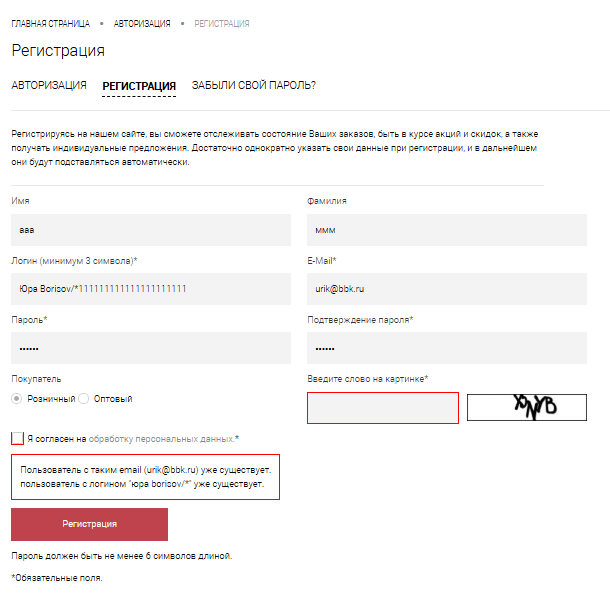 ГЛАВНАЯ СТРАНИЦА • АВТОРИЗАЦИЯ • РЕГИСТРАЦИЯ
Регистрация
АВТОРИЗАЦИЯ РЕГИСТРАЦИЯ ЗАБЫЛИ СВОЙ ПАРОЛЬ?
Регистрируясь на нашем сайте, вы сможете отслеживать состояние Ваших заказов, быть в курсе акций и скидок, а также
получать индивидуальные предложения. Достаточно однократно указать свои данные при регистрации, и в дальнейшем
они будут подставляться автоматически.
Имя Фамилия
ааа ммм
Логин (минимум 3 символа)* E-Mail*
Юра Borisov/*111111111111111111111 urik@bbk.ru
Пароль* Подтверждение пароля*
•••••• ••••••
Покупатель Введите слово на картинке*
Розничный Оптовый
Я согласен на обработку персональных данных.*
Пользователь с таким email (urik@bbk.ru) уже существует.
пользователь с логином "юра borisov/*" уже существует.
Регистрация
Пароль должен быть не менее 6 символов длиной.
*Обязательные поля.